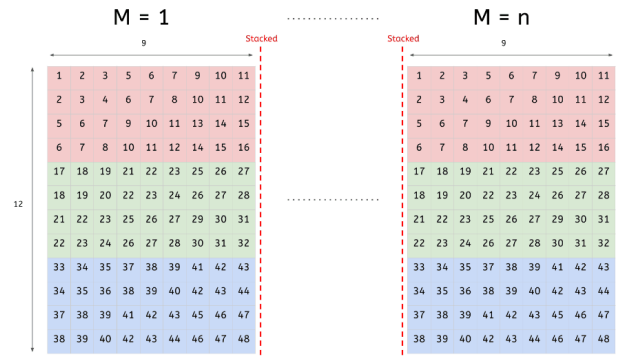 M = 1 M = n
Stacked Stacked
9 9
1 2 3 5 6 7 9 10 11 1 2 3 5 6 7 9 10 11
2 3 4 6 7 8 10 11 12 2 3 4 6 7 8 10 11 12
5 6 7 9 10 11 13 14 15 5 6 7 9 10 11 13 14 15
6 7 8 10 11 12 14 15 16 6 7 8 10 11 12 14 15 16
17 18 19 21 22 23 25 26 27 17 18 19 21 22 23 25 26 27
18 19 20 22 23 24 26 27 28 18 19 20 22 23 24 26 27 28
12
21 22 23 25 26 27 29 30 31 21 22 23 25 26 27 29 30 31
22 23 24 26 27 28 30 31 32 22 23 24 26 27 28 30 31 32
33 34 35 37 38 39 41 42 43 33 34 35 37 38 39 41 42 43
34 35 36 38 39 40 42 43 44 34 35 36 38 39 40 42 43 44
37 38 39 41 42 43 45 46 47 37 38 39 41 42 43 45 46 47
38 39 40 42 43 44 46 47 48 38 39 40 42 43 44 46 47 48